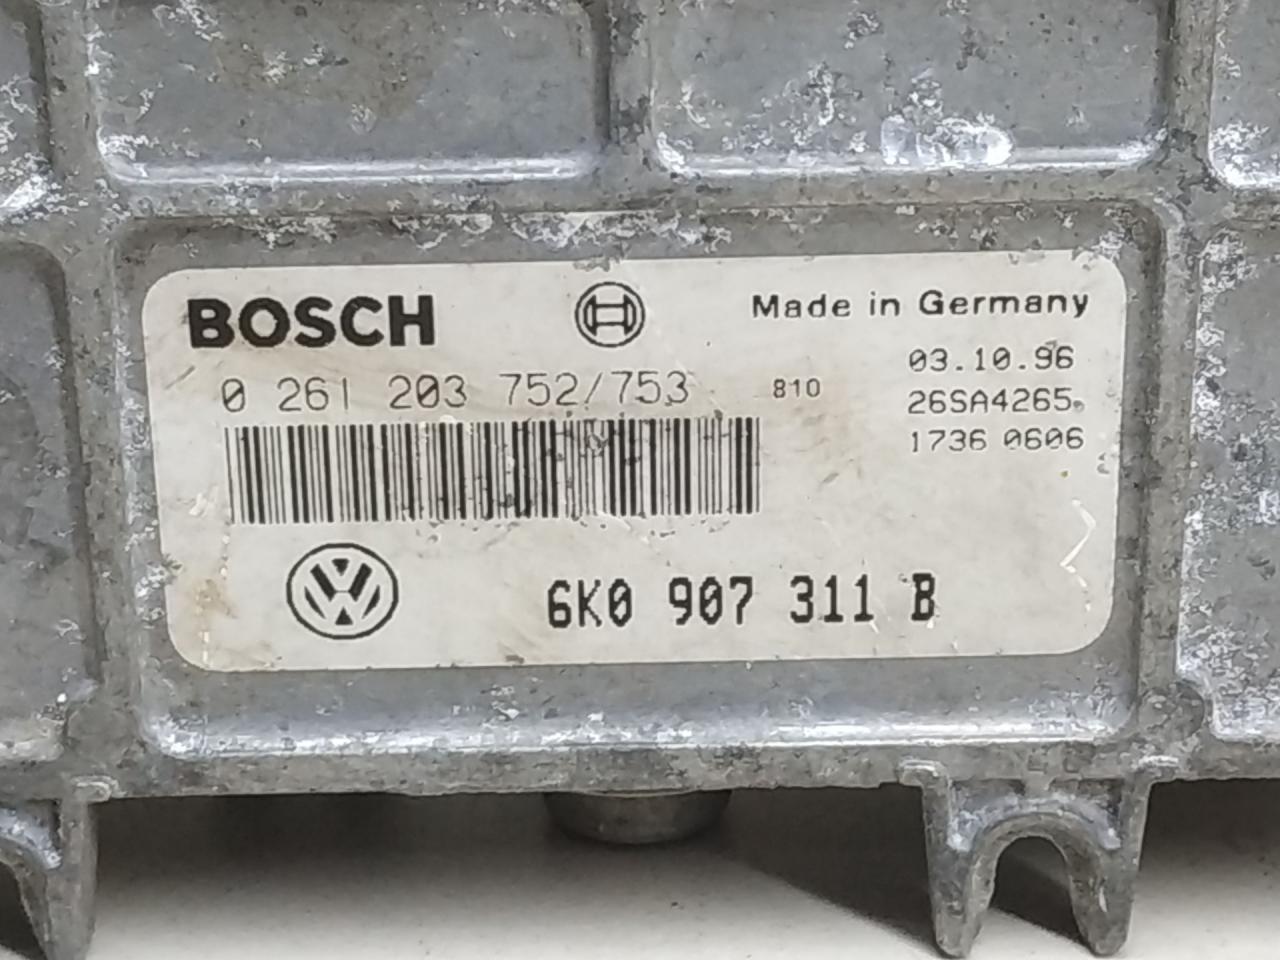 BOSCH
Made in Germany
03.10.96
0 261 203 752/753
810
26SA4265
1736 0606
6K0 907 311 B